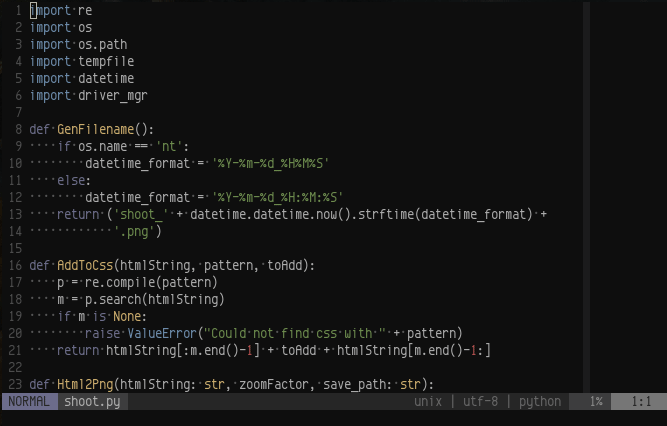 1 import re
2 import os
3 import os.path
4 import tempfile
5 import datetime
6 import driver_mgr
7
8 def GenFilename():
9 ····if os.name == 'nt':
10 ········datetime_format = '%Y-%m-%d_%H%M%S'
11 ····else:
12 ········datetime_format = '%Y-%m-%d_%H:%M:%S'
13 ····return ('shoot_' + datetime.datetime.now().strftime(datetime_format) +
14 ············'.png')
15
16 def AddToCss(htmlString, pattern, toAdd):
17 ····p = re.compile(pattern)
18 ····m = p.search(htmlString)
19 ····if m is None:
20 ········raise ValueError("Could not find css with " + pattern)
21 ····return htmlString[:m.end()-1] + toAdd + htmlString[m.end()-1:]
22
23 def Html2Png(htmlString: str, zoomFactor, save_path: str):
NORMAL shoot.py unix | utf-8 | python 1% 1:1